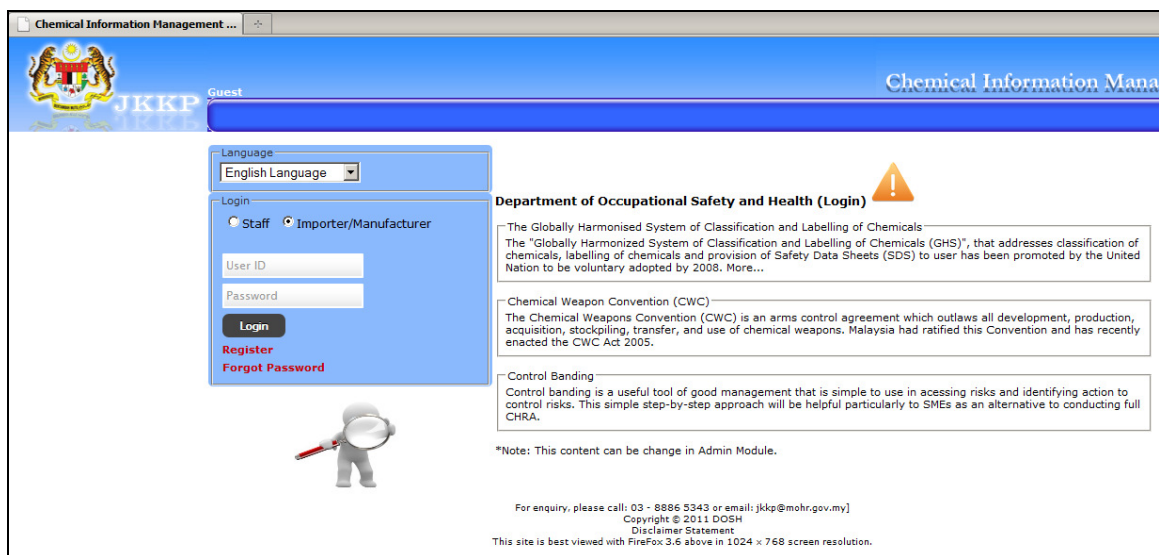 Chemical Information Management ...
JKKP
Guest
Chemical Information Mana
Language
English Language
Login
Staff Importer/Manufacturer
User ID
Password
Login
Register
Forgot Password
Department of Occupational Safety and Health (Login)
The Globally Harmonised System of Classification and Labelling of Chemicals
The "Globally Harmonized System of Classification and Labelling of Chemicals (GHS)", that addresses classification of
chemicals, labelling of chemicals and provision of Safety Data Sheets (SDS) to user has been promoted by the United
Nation to be voluntary adopted by 2008. More...
Chemical Weapon Convention (CWC)
The Chemical Weapons Convention (CWC) is an arms control agreement which outlaws all development, production,
acquisition, stockpiling, transfer, and use of chemical weapons. Malaysia had ratified this Convention and has recently
enacted the CWC Act 2005.
Control Banding
Control banding is a useful tool of good management that is simple to use in acessing risks and identifying action to
control risks. This simple step-by-step approach will be helpful particularly to SMEs as an alternative to conducting full
CHRA.
*Note: This content can be change in Admin Module.
For enquiry, please call: 03 - 8886 5343 or email: jkkp@mohr.gov.my]
Copyright © 2011 DOSH
Disclaimer Statement
This site is best viewed with FireFox 3.6 above in 1024 x 768 screen resolution.